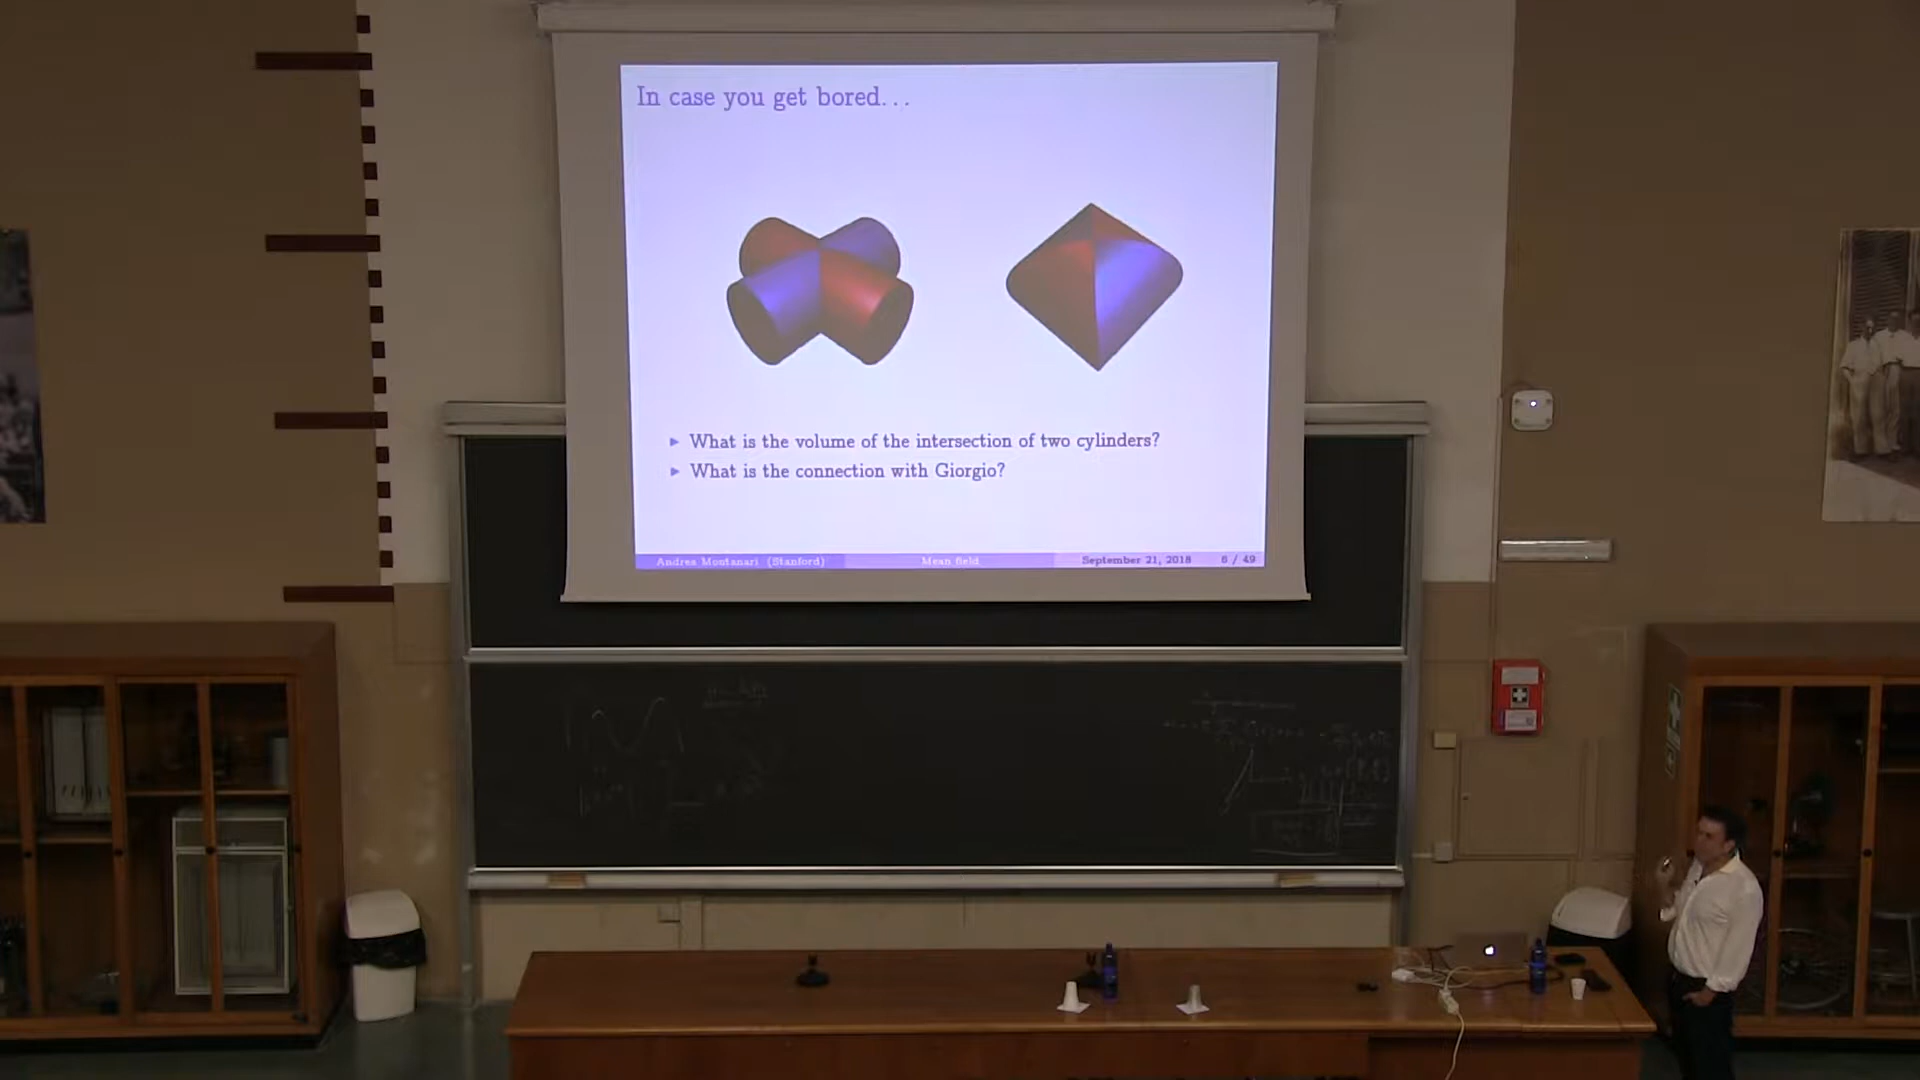 In case you get bored...
▶ What is the volume of the intersection of two cylinders?
▶ What is the connection with Giorgio?
Andrea Montanari (Stanford) Mean field September 21, 2018 6 / 49